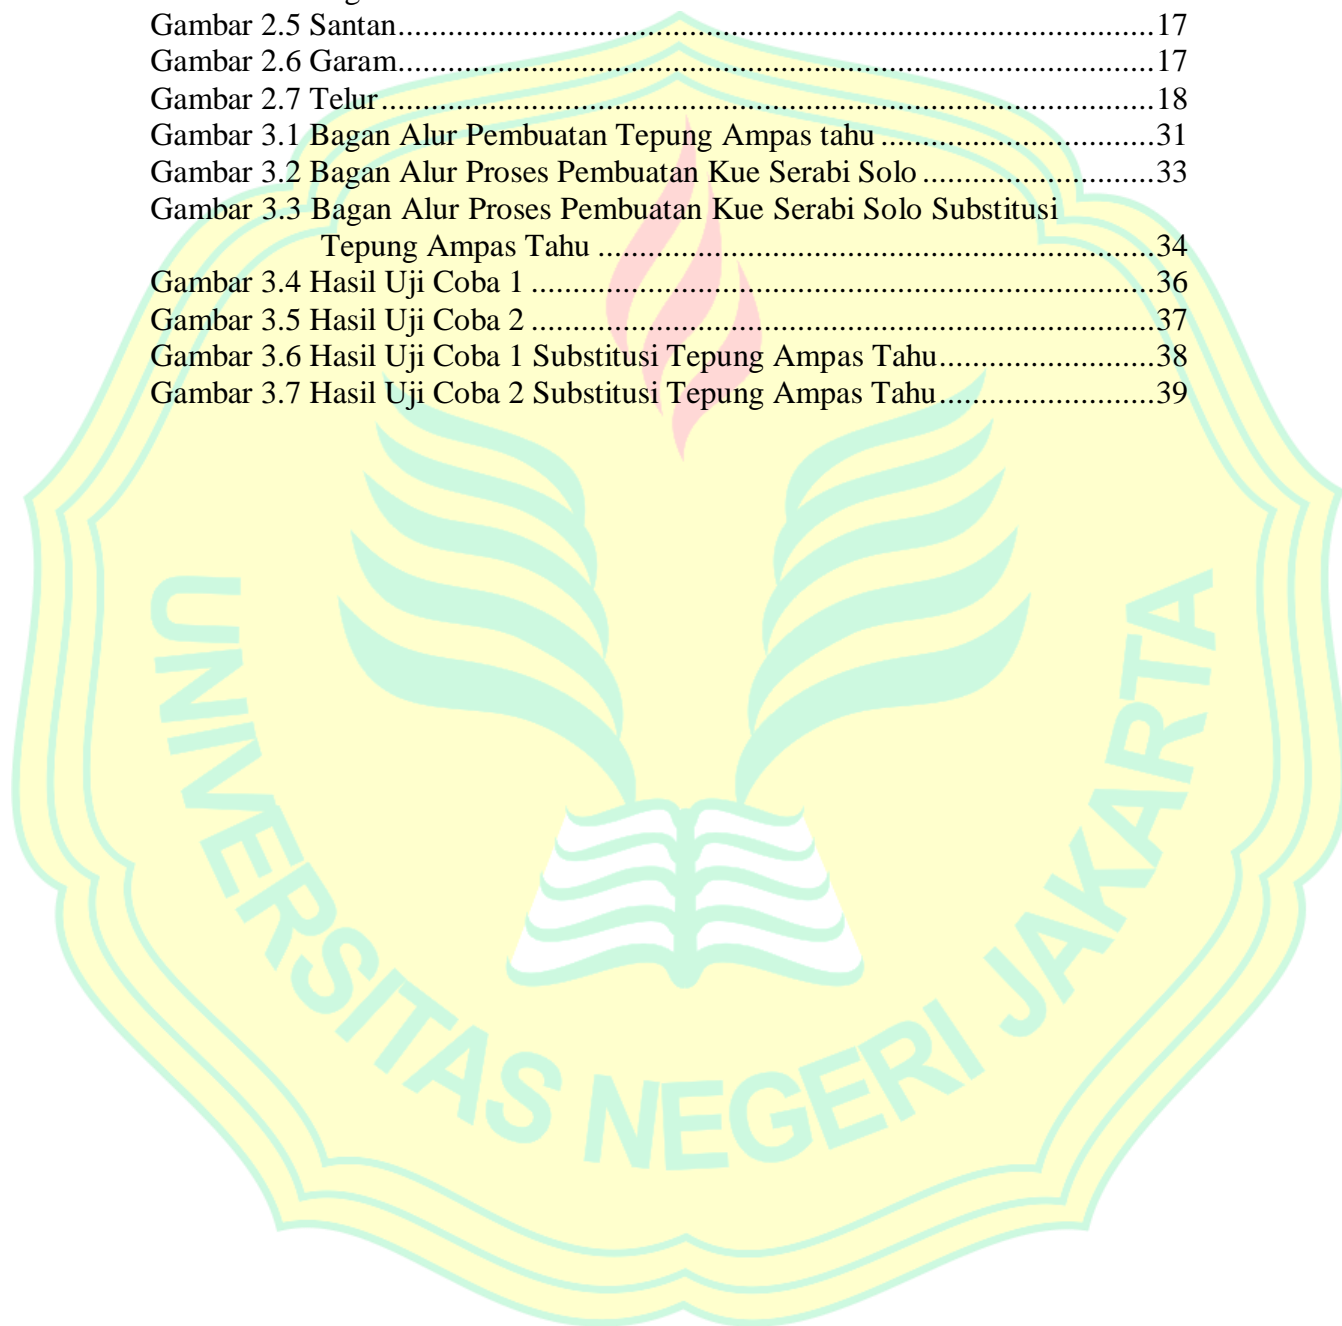 Gambar 2.5 Santan...............................................................................................17
Gambar 2.6 Garam...............................................................................................17
Gambar 2.7 Telur.................................................................................................18
Gambar 3.1 Bagan Alur Pembuatan Tepung Ampas tahu ..................................31
Gambar 3.2 Bagan Alur Proses Pembuatan Kue Serabi Solo .............................33
Gambar 3.3 Bagan Alur Proses Pembuatan Kue Serabi Solo Substitusi
Tepung Ampas Tahu ......................................................................34
Gambar 3.4 Hasil Uji Coba 1 ..............................................................................36
Gambar 3.5 Hasil Uji Coba 2 ..............................................................................37
Gambar 3.6 Hasil Uji Coba 1 Substitusi Tepung Ampas Tahu...........................38
Gambar 3.7 Hasil Uji Coba 2 Substitusi Tepung Ampas Tahu...........................39
UNIVERSITAS NEGERI JAKARTA